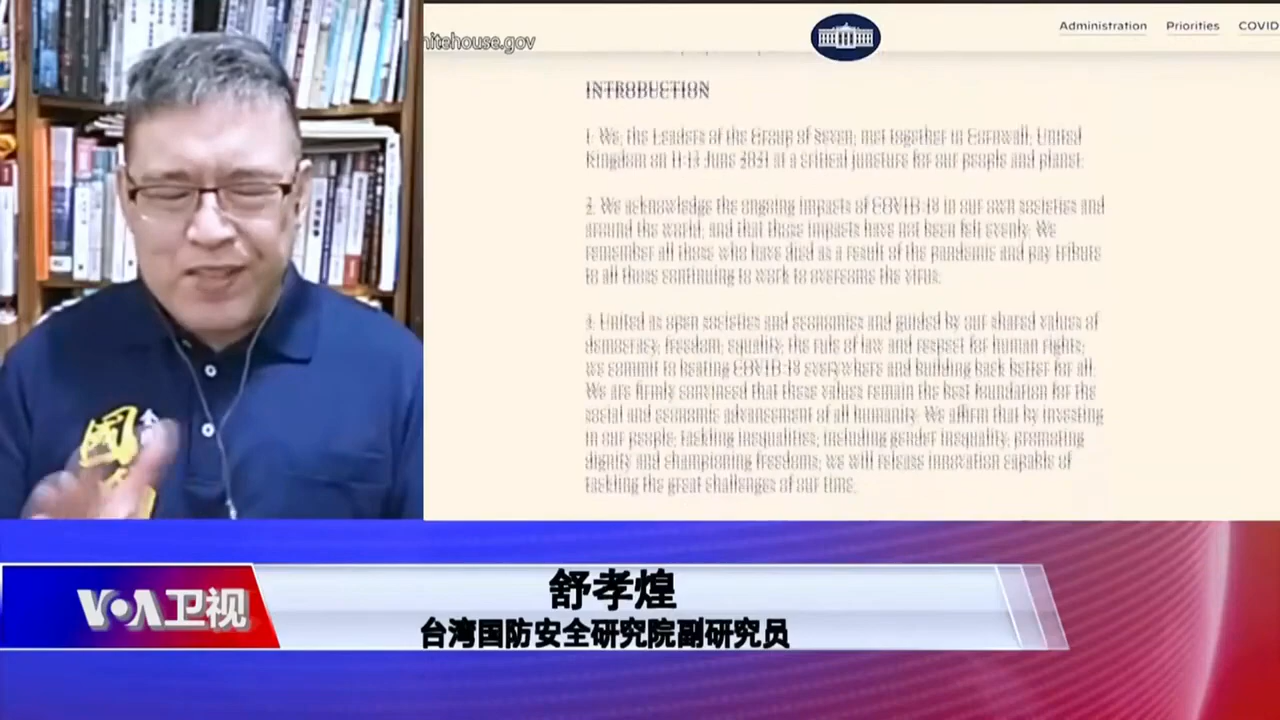 hitehouse.gov
Administration Priorities COVID
INTRODUCTION
1. We, the Leaders of the Group of Seven, met together in Cornwall, United
Kingdom on 11-13 June 2021 at a critical juncture for our people and planet.
2. We acknowledge the ongoing impacts of COVID-19 in our own societies and
around the world, and that those impacts have not been felt evenly. We
remember all those who have died as a result of the pandemic and pay tribute
to all those continuing to work to overcome the virus.
3. United as open societies and economies and guided by our shared values of
democracy, freedom, equality, the rule of law and respect for human rights,
we commit to beating COVID-19 everywhere and building back better for all.
We are firmly convinced that these values remain the best foundation for the
social and economic advancement of all humanity. We affirm that by investing
in our people, tackling inequalities, including gender inequality, promoting
dignity and championing freedoms, we will release innovation capable of
tackling the great challenges of our time.
VOA卫视
舒孝煌
台湾国防安全研究院副研究员